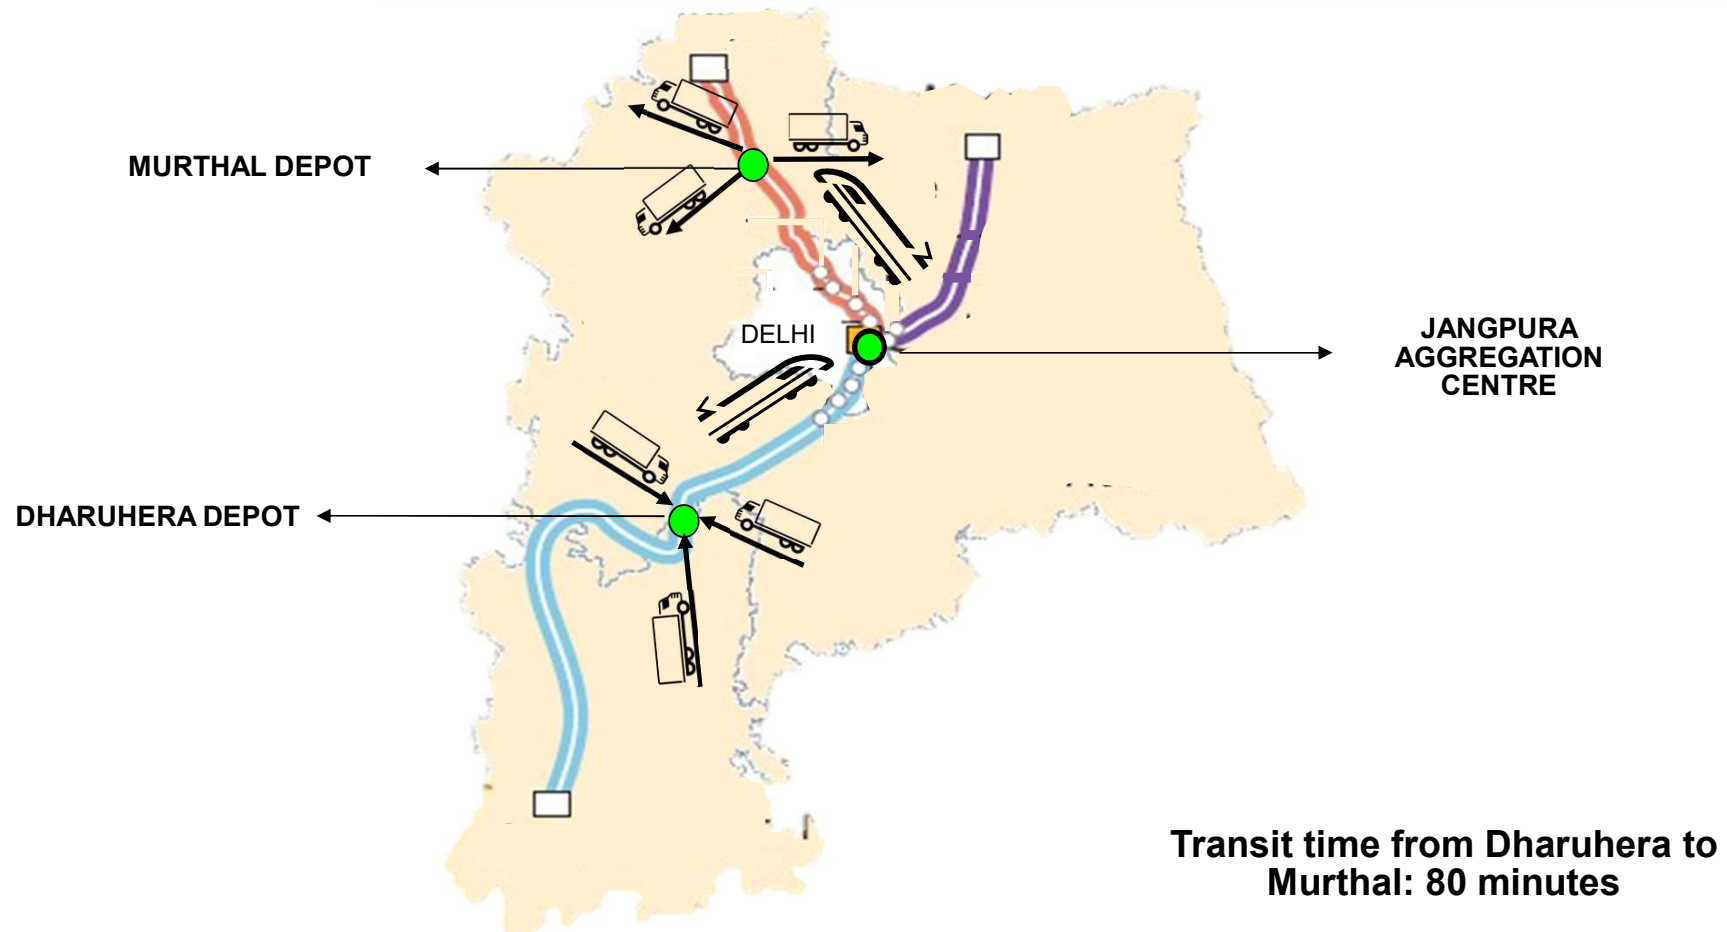 MURTHAL DEPOT
DELHI
JANGPURA
AGGREGATION
CENTRE
DHARUHERA DEPOT
Transit time from Dharuhera to
Murthal: 80 minutes